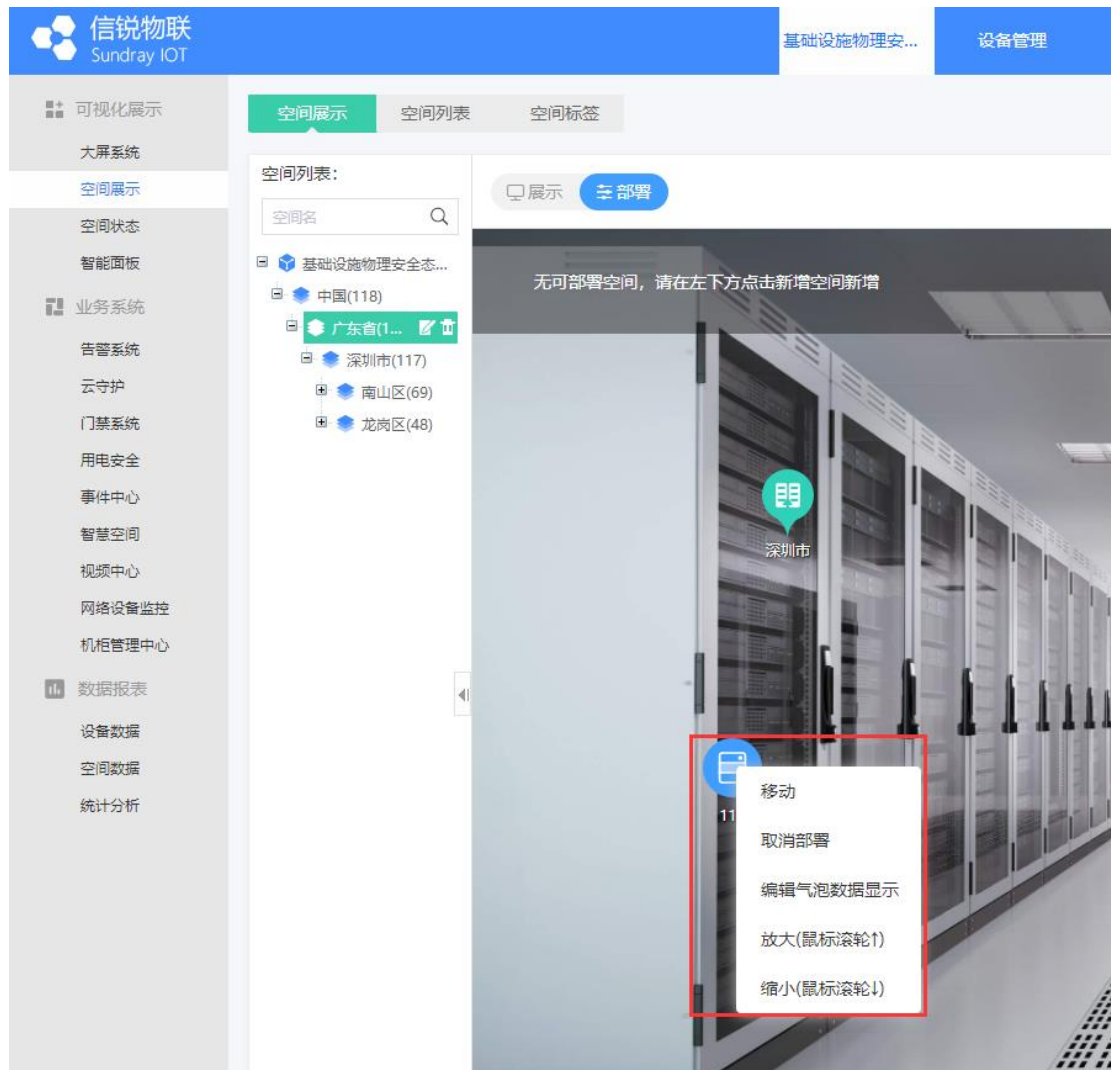 信锐物联
Sundray IOT
基础设施物理安...
设备管理
可视化展示
大屏系统
空间展示
空间状态
智能面板
业务系统
告警系统
云守护
门禁系统
用电安全
事件中心
智慧空间
视频中心
网络设备监控
机柜管理中心
数据报表
设备数据
空间数据
统计分析
空间展示
空间列表
空间标签
空间列表：
空间名
基础设施物理安全态...
中国(118)
广东省(1...
深圳市(117)
南山区(69)
龙岗区(48)
展示
部署
无可部署空间，请在左下方点击新增空间新增
深圳市
11
移动
取消部署
编辑气泡数据显示
放大(鼠标滚轮↑)
缩小(鼠标滚轮↓)